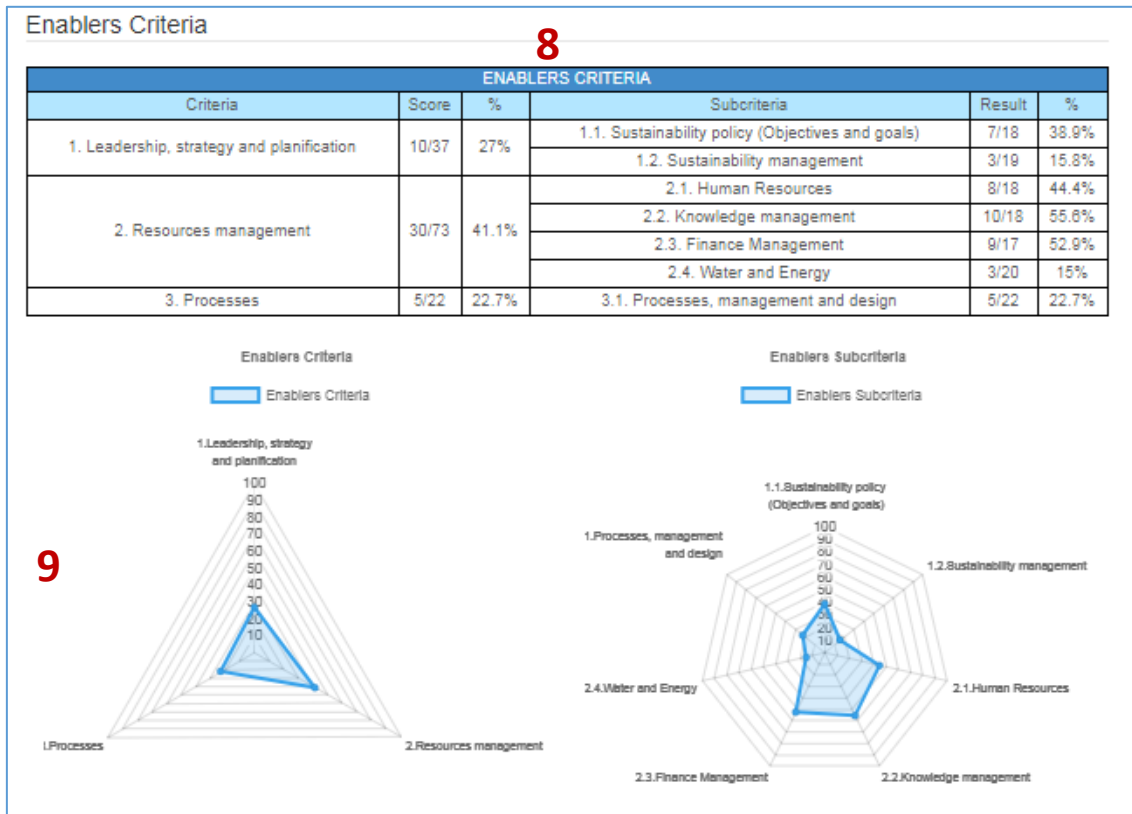 Enablers Criteria
8
ENABLERS CRITERIA
Criteria Score % Subcriteria Result %
1. Leadership, strategy and planification 10/37 27% 1.1. Sustainability policy (Objectives and goals) 7/18 38.9%
1.2. Sustainability management 3/19 15.8%
2. Resources management 30/73 41.1% 2.1. Human Resources 8/18 44.4%
2.2. Knowledge management 10/18 55.6%
2.3. Finance Management 9/17 52.9%
2.4. Water and Energy 3/20 15%
3. Processes 5/22 22.7% 3.1. Processes, management and design 5/22 22.7%
9
Enablers Criteria
Enablers Criteria
1.Leadership, strategy
and planification
100
90
80
70
60
50
40
30
20
10
.Processes
2.Resources management
Enablers Subcriteria
Enablers Subcriteria
1.1.Sustainability policy
(Objectives and goals)
100
90
80
70
60
50
40
30
20
10
1.Processes, management
and design
1.2.Sustainability management
2.4.Water and Energy
2.1.Human Resources
2.3.Finance Management
2.2.Knowledge management